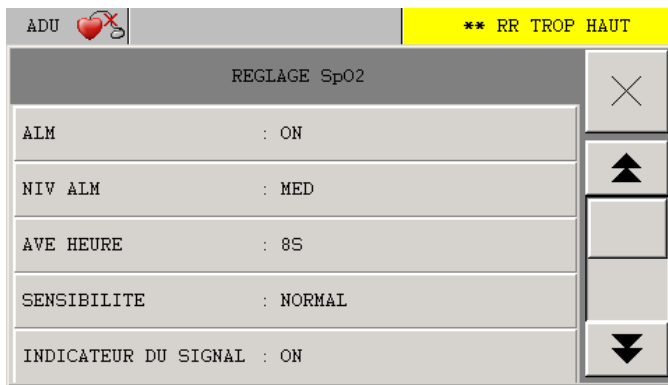 ADU
** RR TROP HAUT
REGLAGE SpO2
ALM : ON
NIV ALM : MED
AVE HEURE : 8S
SENSIBILITE : NORMAL
INDICATEUR DU SIGNAL : ON